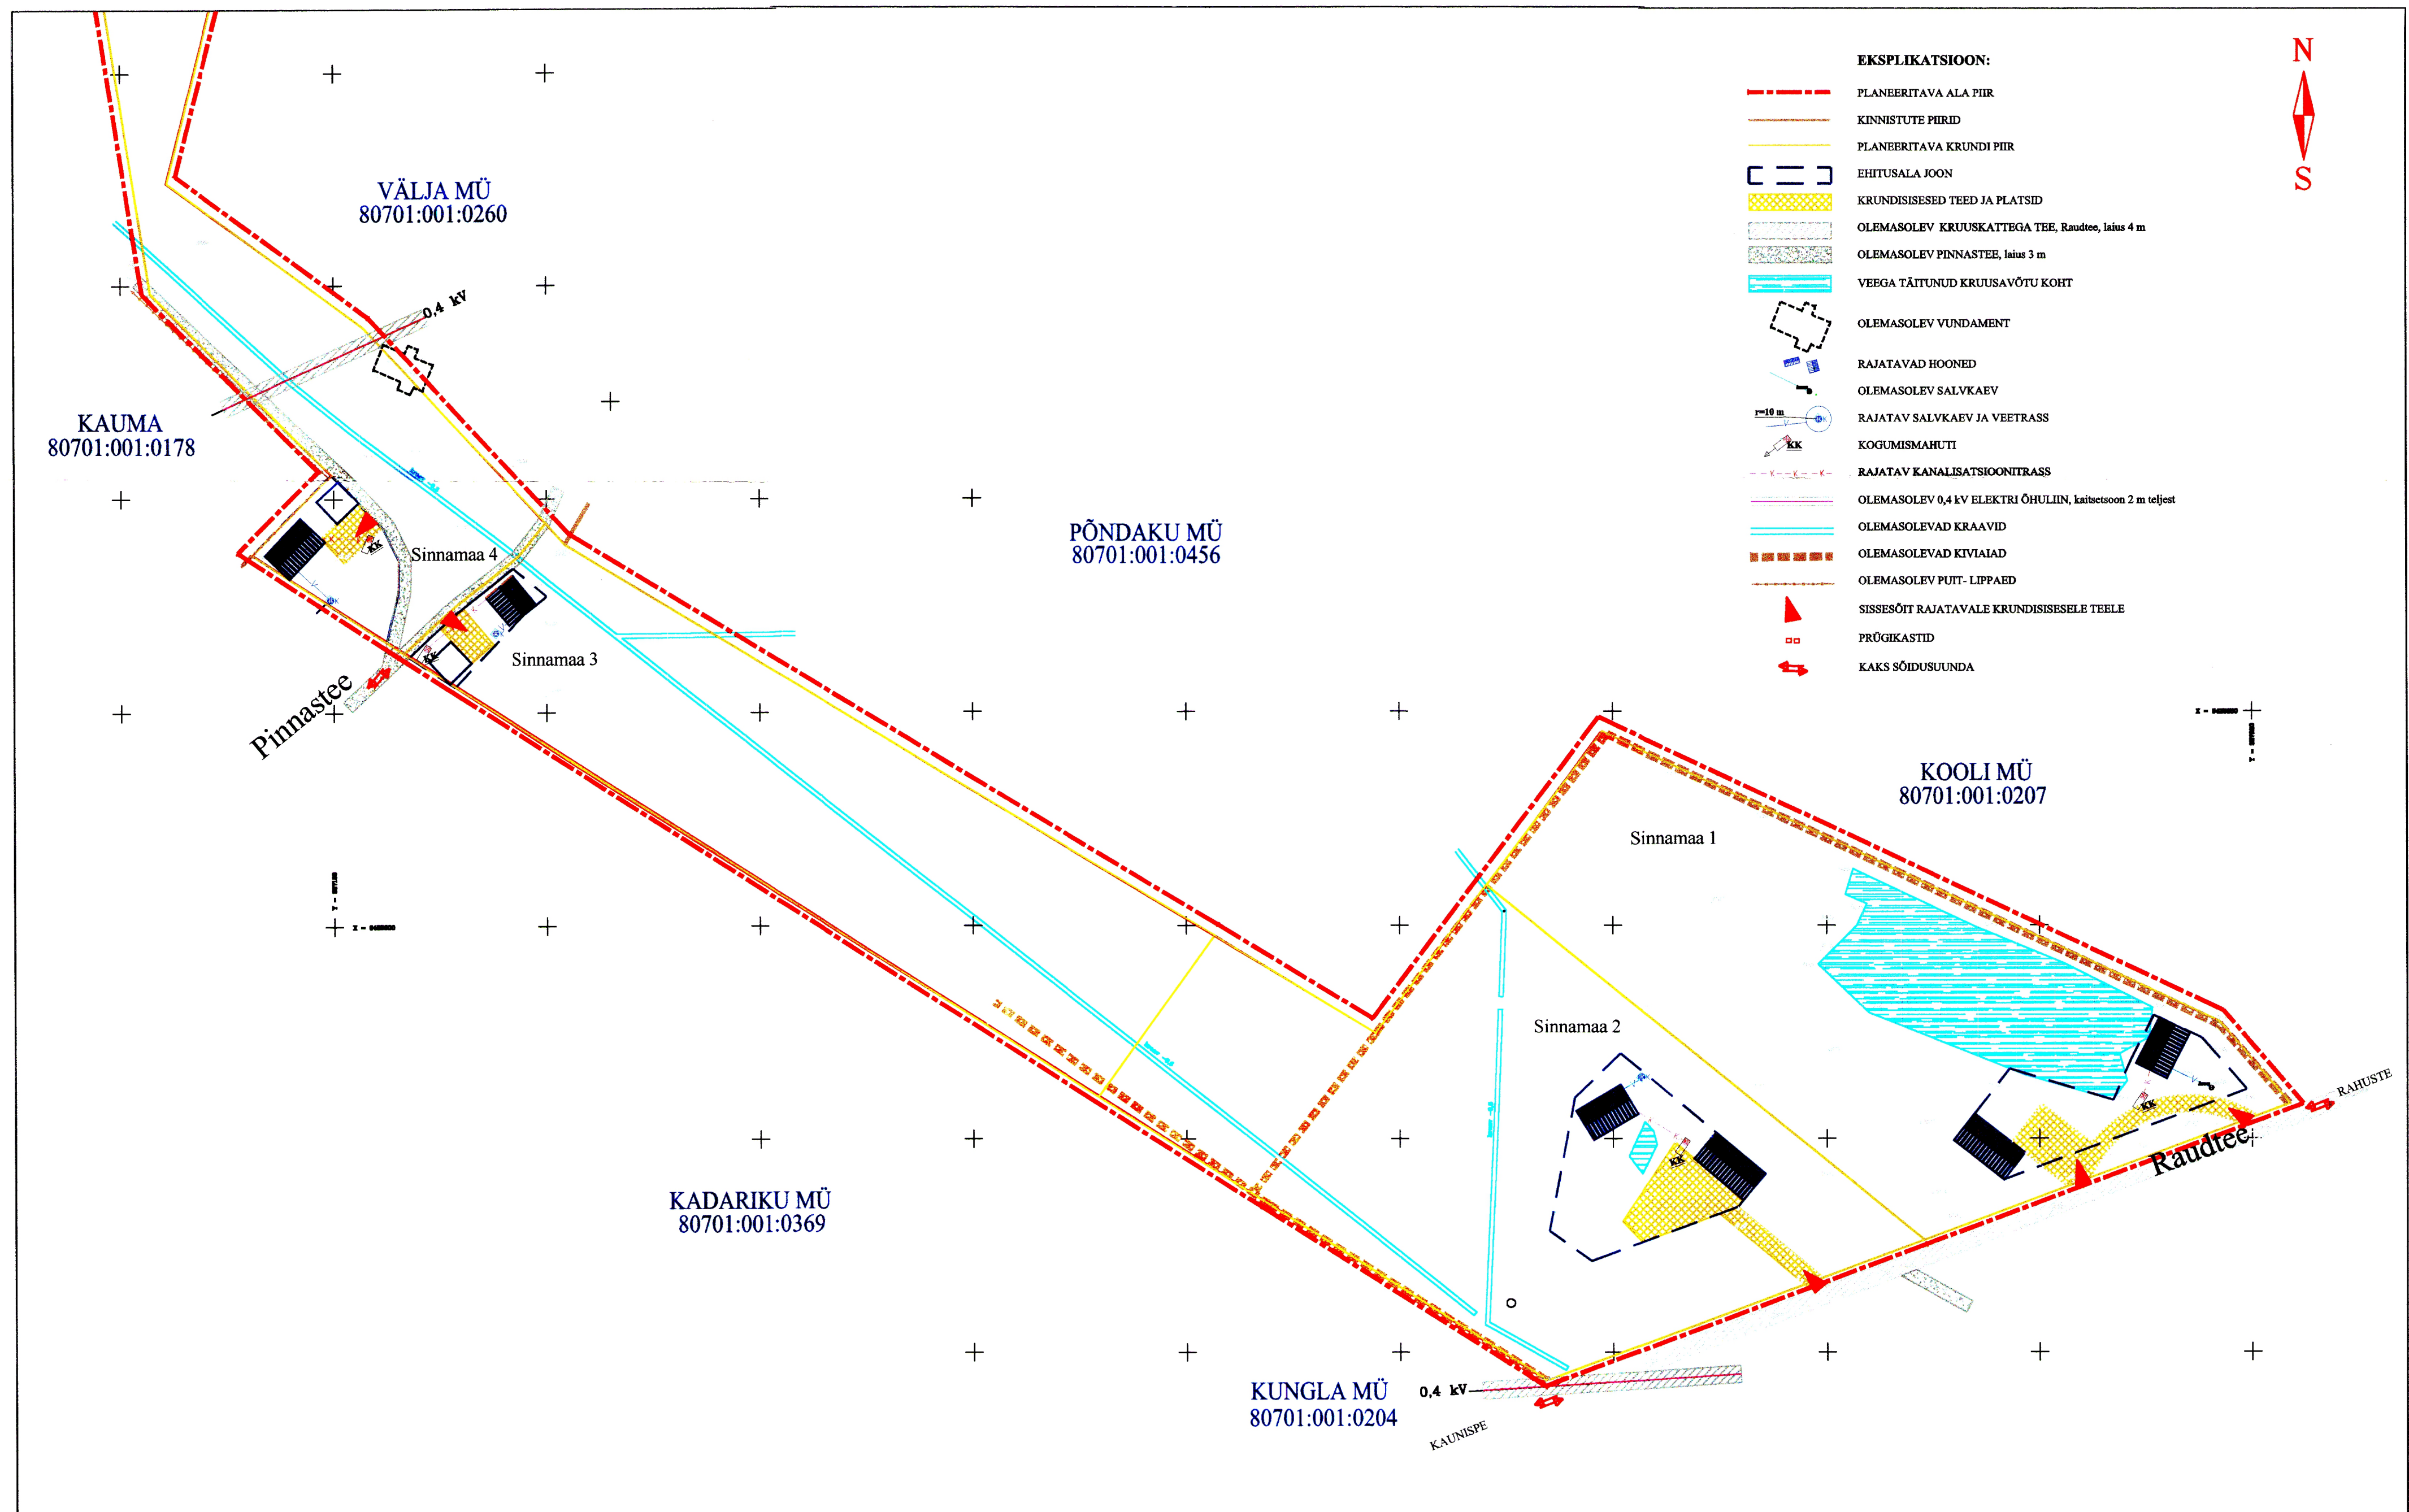 EKSPLIKATSIOON:
PLANEERITAVA ALA PIIR
KINNISTUTE PIIRID
PLANEERITAVA KRUNDI PIIR
EHITUSALA JOON
KRUNDISISESED TEED JA PLATSID
OLEMASOLEV KRUUSKATTEGA TEE, Raudtee, laius 4 m
OLEMASOLEV PINNASTEE, laius 3 m
VEEGA TÄITUNUD KRUUSAVÕTU KOHT
OLEMASOLEV VUNDAMENT
RAJATAVAD HOONED
OLEMASOLEV SALVKAEV
r=10 m
V
K
RAJATAV SALVKAEV JA VEETRASS
KK
KOGUMISMAHUTI
K K K
RAJATAV KANALISATSIOONITRASS
OLEMASOLEV 0,4 kV ELEKTRI ÕHULIIN, kaitsetsoon 2 m teljest
OLEMASOLEVAD KRAAVID
OLEMASOLEVAD KIVIAIAD
OLEMASOLEV PUIT- LIPPAED
SISSESÕIT RAJATAVALE KRUNDISISESELE TEELE
PRÜGIKASTID
KAKS SÕIDUSUUNDA
N
S
VÄLJA MÜ
80701:001:0260
0,4 kV
KAUMA
80701:001:0178
KK
Sinnamaa 4
V
K
PÕNDAKU MÜ
80701:001:0456
K
V
KK
Sinnamaa 3
Pinnastee
KOOLI MÜ
80701:001:0207
Sinnamaa 1
Sinnamaa 2
V
K
KK
V
K
KK
RAHUSTE
Raudtee
KADARIKU MÜ
80701:001:0369
KUNGLA MÜ
80701:001:0204
0,4 kV
KAUNISPE